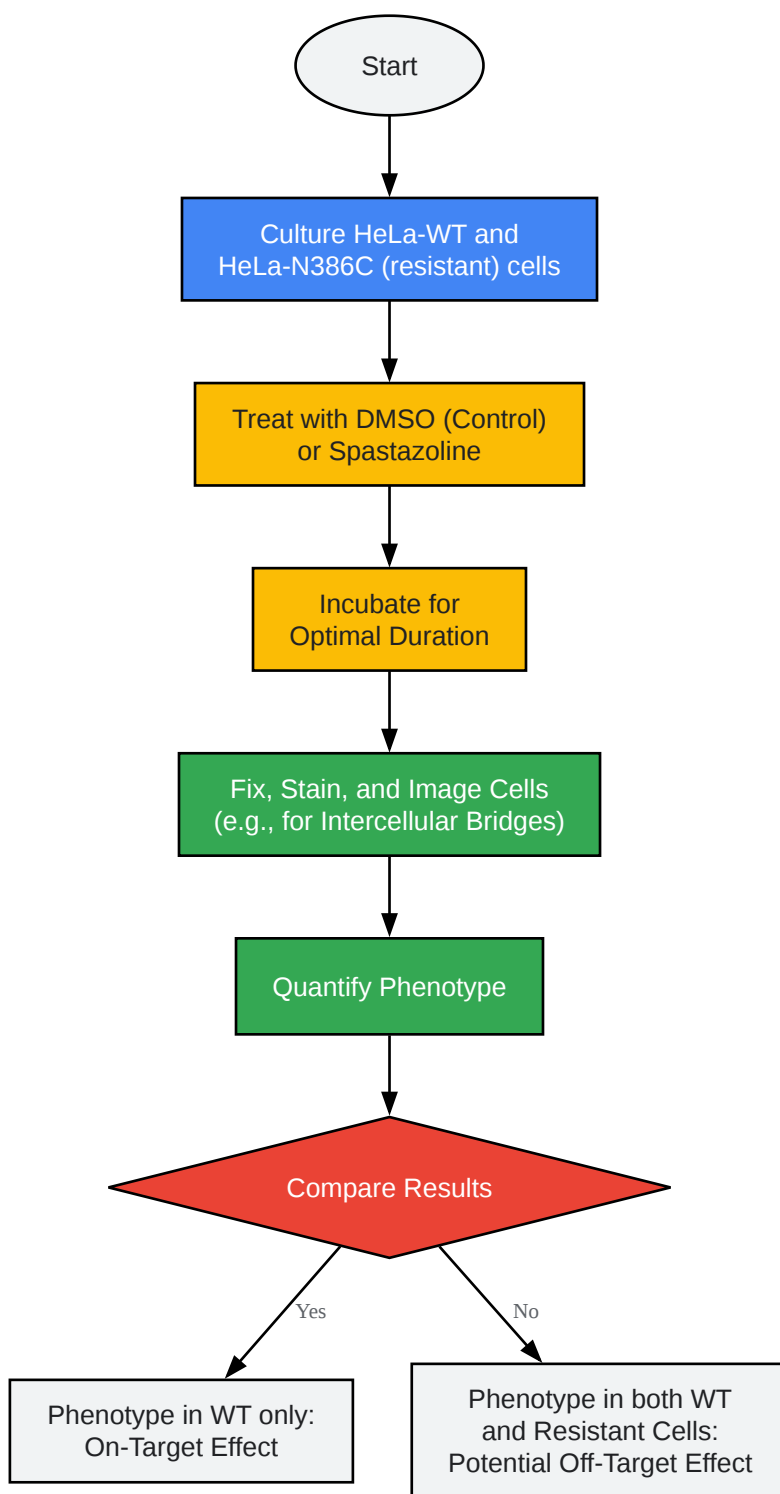 Start
Culture HeLa-WT and
HeLa-N386C (resistant) cells
Treat with DMSO (Control)
or Spastazoline
Incubate for
Optimal Duration
Fix, Stain, and Image Cells
(e.g., for Intercellular Bridges)
Quantify Phenotype
Compare Results
Yes
No
Phenotype in WT only:
On-Target Effect
Phenotype in both WT
and Resistant Cells:
Potential Off-Target Effect